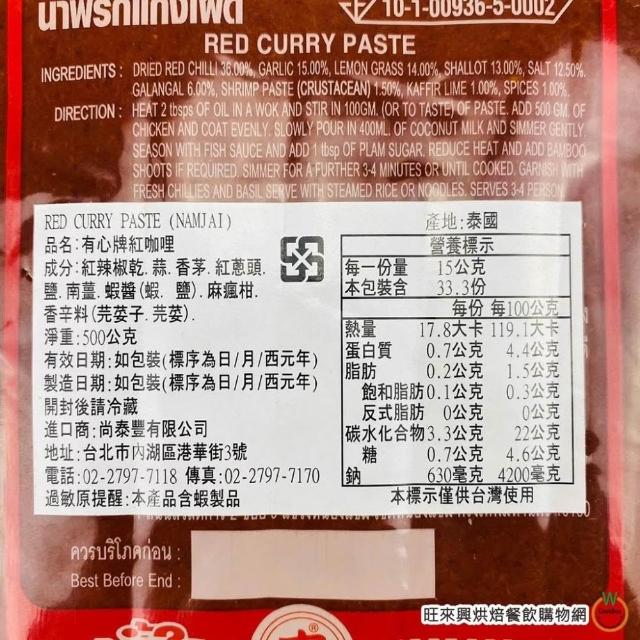 น้ำพริกแกงเผ็ด
10-1-00936-5-0002
RED CURRY PASTE
INGREDIENTS : DRIED RED CHILLI 36.00%, GARLIC 15.00%, LEMON GRASS 14.00%, SHALLOT 13.00%, SALT 12.50%.
GALANGAL 6.00%, SHRIMP PASTE (CRUSTACEAN) 1.50%, KAFFIR LIME 1.00%, SPICES 1.00%.
DIRECTION : HEAT 2 tbsps OF OIL IN A WOK AND STIR IN 100GM. (OR TO TASTE) OF PASTE. ADD 500 GM. OF
CHICKEN AND COAT EVENLY. SLOWLY POUR IN 400ML. OF COCONUT MILK AND SIMMER GENTLY.
SEASON WITH FISH SAUCE AND ADD 1 tbsp OF PLAM SUGAR. REDUCE HEAT AND ADD BAMBOO
SHOOTS IF REQUIRED. SIMMER FOR A FURTHER 3-4 MINUTES OR UNTIL COOKED. GARNISH WITH
FRESH CHILLIES AND BASIL SERVE WITH STEAMED RICE OR NOODLES. SERVES 3-4 PERSON
RED CURRY PASTE (NAMJAI)
品名:有心牌紅咖哩
成分:紅辣椒乾.蒜.香茅.紅蔥頭.
鹽.南薑.蝦醬(蝦.鹽).麻瘋柑.
香辛料(芫荽子.芫荽).
淨重:500公克
有效日期:如包裝(標序為日/月/西元年)
製造日期:如包裝(標序為日/月/西元年)
開封後請冷藏
進口商:尚泰豐有限公司
地址:台北市內湖區港華街3號
電話:02-2797-7118 傳真:02-2797-7170
過敏原提醒:本產品含蝦製品
產地:泰國
營養標示
每一份量 15公克
本包裝含 33.3份
每份 每100公克
熱量 17.8大卡 119.1大卡
蛋白質 0.7公克 4.4公克
脂肪 0.2公克 1.5公克
飽和脂肪 0.1公克 0.3公克
反式脂肪 0公克 0公克
碳水化合物 3.3公克 22公克
糖 0.7公克 4.6公克
鈉 630毫克 4200毫克
本標示僅供台灣使用
ควรบริโภคก่อน :
Best Before End :
旺來興烘焙餐飲購物網